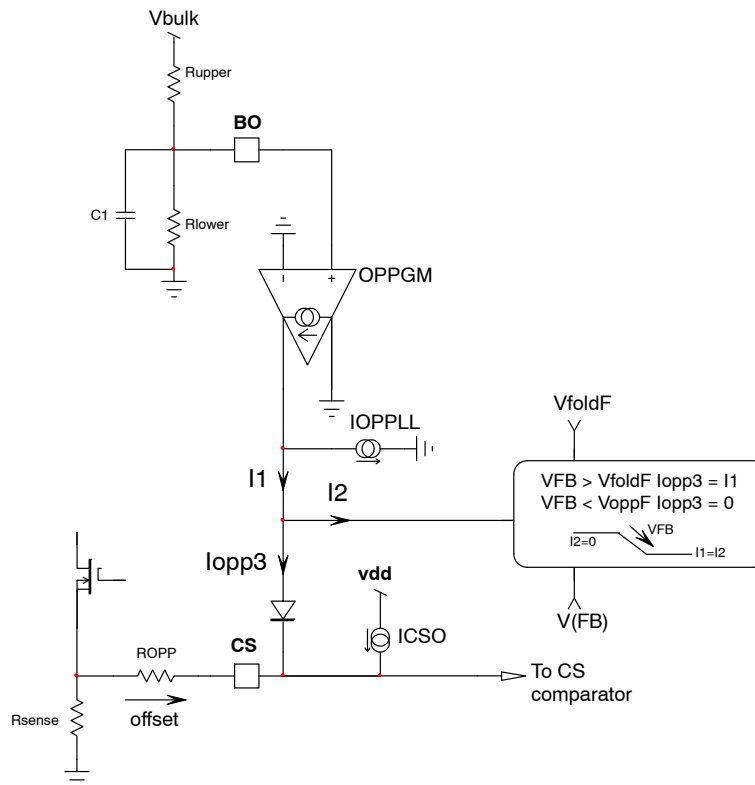 Vbulk
Rupper
BO
C1
Rlower
- +
OPPGM
IOPPLL
VfoldF
I1
I2
VFB > VfoldF Iopp3 = I1
VFB < VoppF Iopp3 = 0
VFB
I2=0
I1=I2
Iopp3
vdd
V(FB)
ICSO
ROPP
CS
To CS
comparator
Rsense
offset